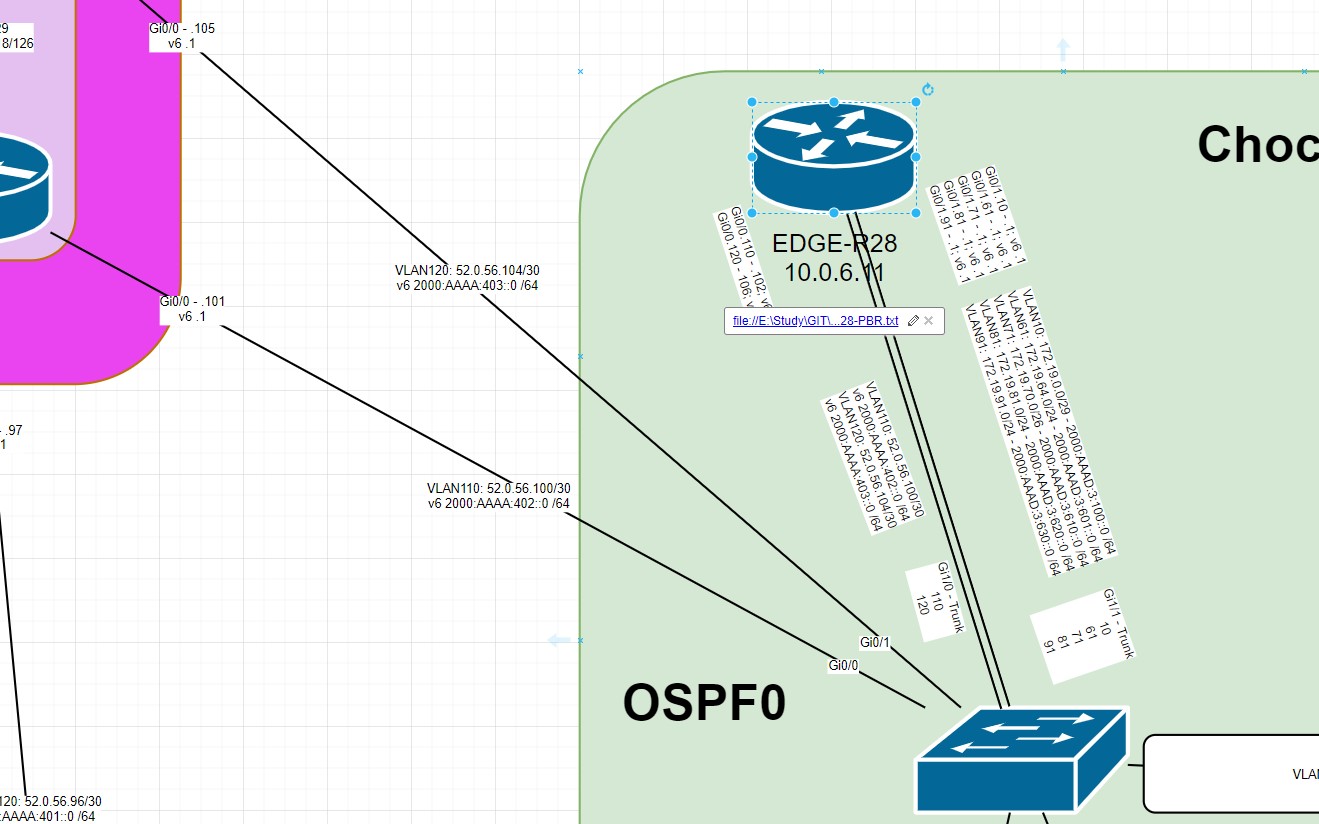 29
8/126
Gi0/0 - .105
v6 .1
Choc
Gi0/1.10 - .1; v6 .1
Gi0/1.61 - .1; v6 .1
Gi0/1.71 - .1; v6 .1
Gi0/1.81 - .1; v6 .1
Gi0/1.91 - .1; v6 .1
Gi0/0.110 - .102; v6
Gi0/0.120 - 106; v
EDGE-R28
10.0.6.11
VLAN120: 52.0.56.104/30
v6 2000:AAAA:403::0 /64
Gi0/0 - .101
v6 .1
file://E:\Study\GIT\...28-PBR.txt
VLAN10: 172.19.0.0/29 - 2000:AAAD:3:100::0 /64
VLAN61: 172.19.64.0/24 - 2000:AAAD:3:601::0 /64
VLAN71: 172.19.70.0/26 - 2000:AAAD:3:610::0 /64
VLAN81: 172.19.81.0/24 - 2000:AAAD:3:620::0 /64
VLAN91: 172.19.91.0/24 - 2000:AAAD:3:630::0 /64
VLAN110: 52.0.56.100/30
v6 2000:AAAA:402::0 /64
VLAN120: 52.0.56.104/30
v6 2000:AAAA:403::0 /64
- .97
1
VLAN110: 52.0.56.100/30
v6 2000:AAAA:402::0 /64
Gi1/0 - Trunk
110
120
Gi1/1 - Trunk
10
61
71
81
91
Gi0/1
Gi0/0
OSPF0
VLA
120: 52.0.56.96/30
:AAAA:401::0 /64